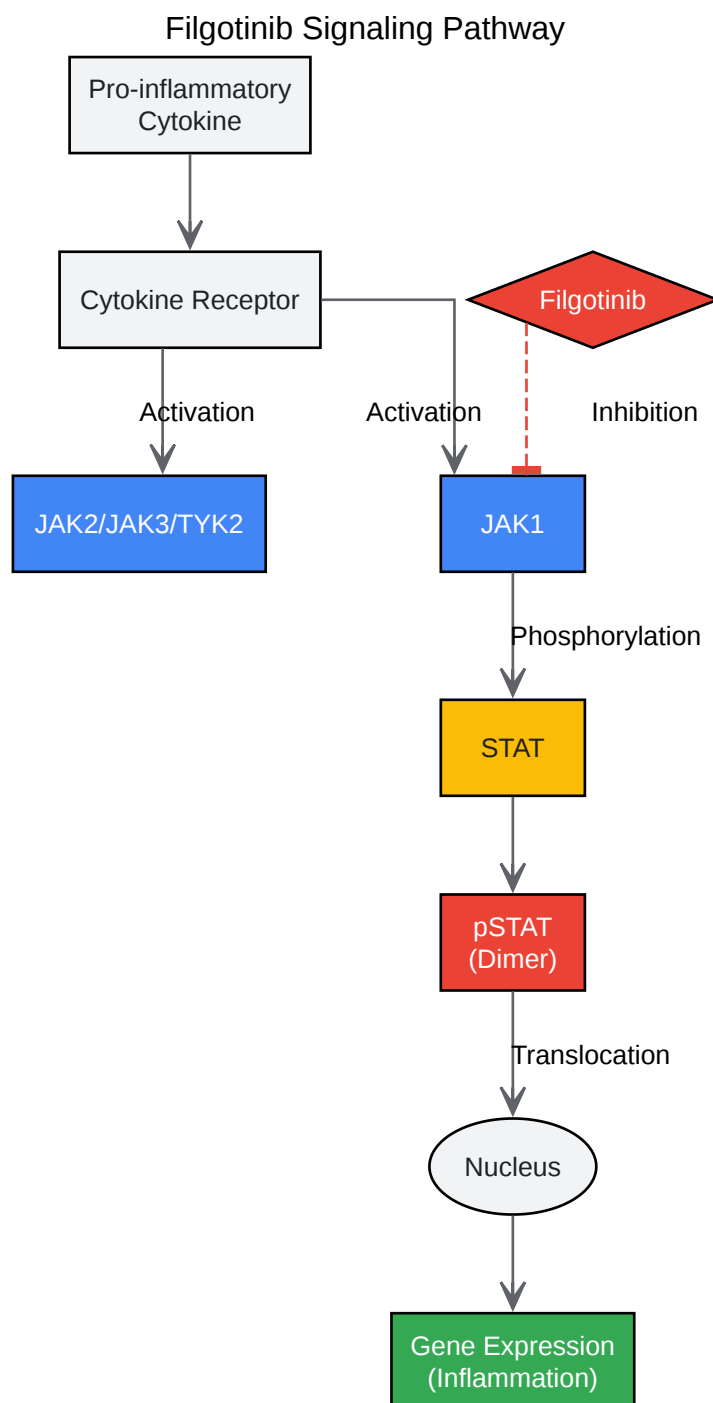 Filgotinib Signaling Pathway
Pro-inflammatory
Cytokine
Cytokine Receptor
Filgotinib
Activation
Activation
Inhibition
JAK2/JAK3/TYK2
JAK1
Phosphorylation
STAT
pSTAT
(Dimer)
Translocation
Nucleus
Gene Expression
(Inflammation)